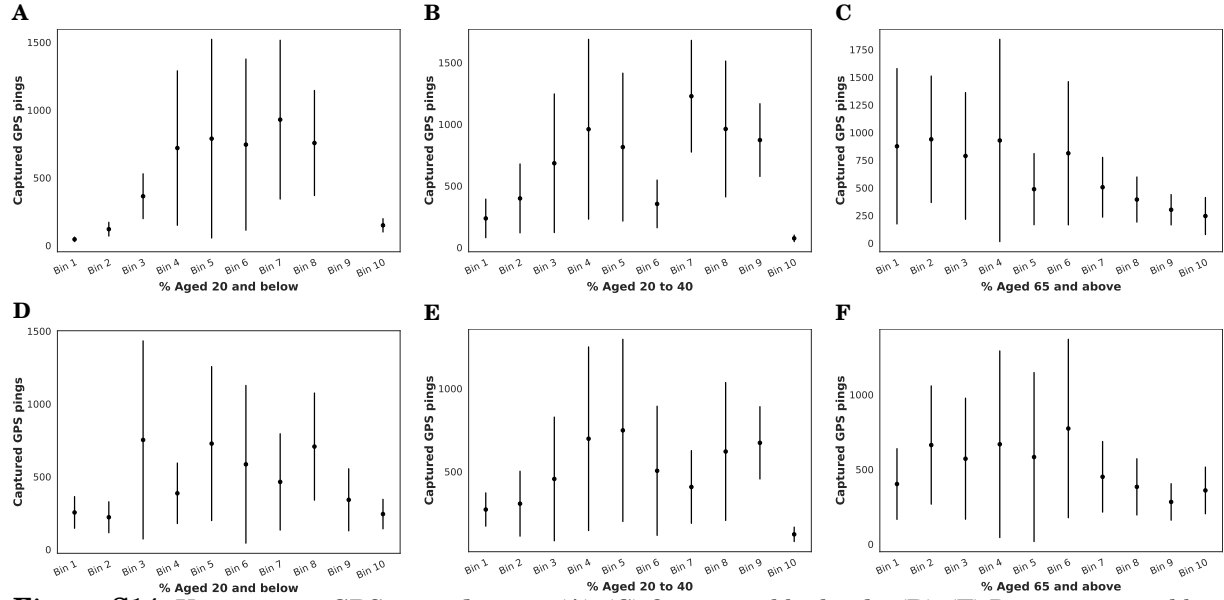 A
B
C
Captured GPS pings
1500
1000
500
0
Bin 1 Bin 2 Bin 3 Bin 4 Bin 5 Bin 6 Bin 7 Bin 8 Bin 9 Bin 10
% Aged 20 and below
Captured GPS pings
1500
1000
500
0
Bin 1 Bin 2 Bin 3 Bin 4 Bin 5 Bin 6 Bin 7 Bin 8 Bin 9 Bin 10
% Aged 20 to 40
Captured GPS pings
1750
1500
1250
1000
750
500
250
0
Bin 1 Bin 2 Bin 3 Bin 4 Bin 5 Bin 6 Bin 7 Bin 8 Bin 9 Bin 10
% Aged 65 and above
D
E
F
Captured GPS pings
1500
1000
500
0
Bin 1 Bin 2 Bin 3 Bin 4 Bin 5 Bin 6 Bin 7 Bin 8 Bin 9 Bin 10
% Aged 20 and below
Captured GPS pings
1000
500
Bin 1 Bin 2 Bin 3 Bin 4 Bin 5 Bin 6 Bin 7 Bin 8 Bin 9 Bin 10
% Aged 20 to 40
Captured GPS pings
1000
500
0
Bin 1 Bin 2 Bin 3 Bin 4 Bin 5 Bin 6 Bin 7 Bin 8 Bin 9 Bin 10
% Aged 65 and above